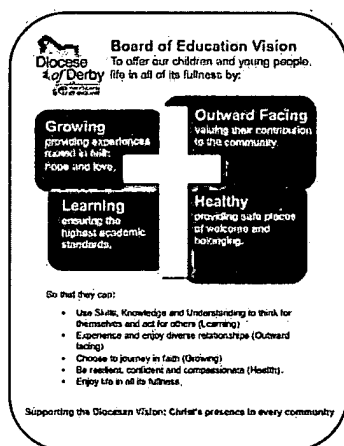 Diocese
of Derby
Board of Education Vision
To offer our children and young people,
life in all of its fullness by:
Growing
providing experiences
rooted in faith,
hope and love.
Outward Facing
valuing their contribution
to the community.
Learning
ensuring the
highest academic
standards.
Healthy
providing safe places
of welcome and
belonging.
So that they can:
• Use Skills, Knowledge and Understanding to think for
themselves and act for others (Learning)
• Experience and enjoy diverse relationships (Outward
facing)
• Choose to journey in faith (Growing)
• Be resilient, confident and compassionate (Health).
• Enjoy life in all its fullness.
Supporting the Diocesan Vision: Christ's presence in every community